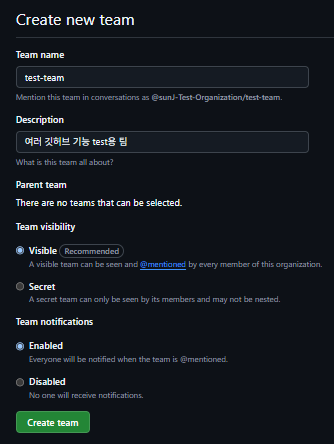 Create new team
Team name
test-team
Mention this team in conversations as @sunJ-Test-Organization/test-team.
Description
여러 깃허브 기능 test용 팀
What is this team all about?
Parent team
There are no teams that can be selected.
Team visibility
Visible Recommended
A visible team can be seen and @mentioned by every member of this organization.
Secret
A secret team can only be seen by its members and may not be nested.
Team notifications
Enabled
Everyone will be notified when the team is @mentioned.
Disabled
No one will receive notifications.
Create team